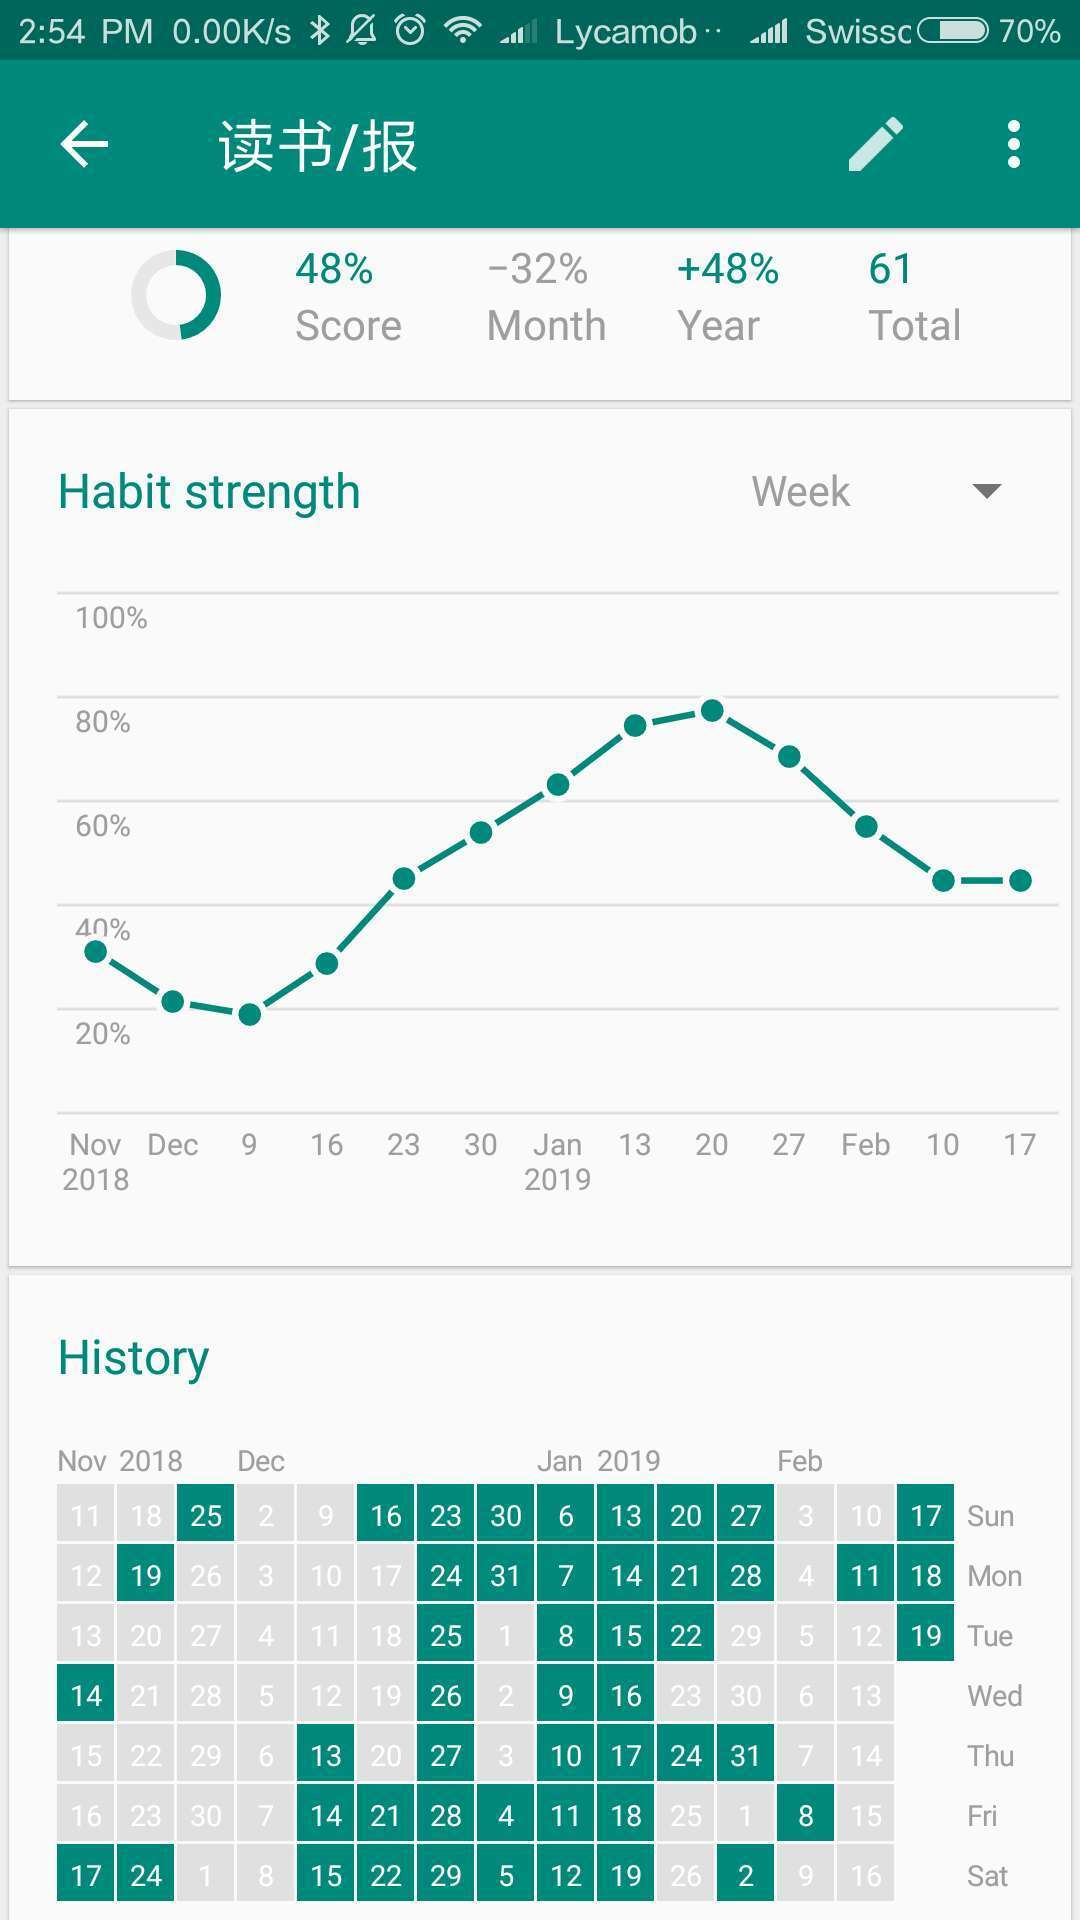 2:54 PM 0.00K/s Lycamob·· Swissc 70%
读书/报
48% −32% +48% 61
Score Month Year Total
Habit strength Week
100%
80%
60%
40%
20%
Nov Dec 9 16 23 30 Jan 13 20 27 Feb 10 17
2018 2019
History
Nov 2018 Dec Jan 2019 Feb
11 18 25 2 9 16 23 30 6 13 20 27 3 10 17 Sun
12 19 26 3 10 17 24 31 7 14 21 28 4 11 18 Mon
13 20 27 4 11 18 25 1 8 15 22 29 5 12 19 Tue
14 21 28 5 12 19 26 2 9 16 23 30 6 13 Wed
15 22 29 6 13 20 27 3 10 17 24 31 7 14 Thu
16 23 30 7 14 21 28 4 11 18 25 1 8 15 Fri
17 24 1 8 15 22 29 5 12 19 26 2 9 16 Sat